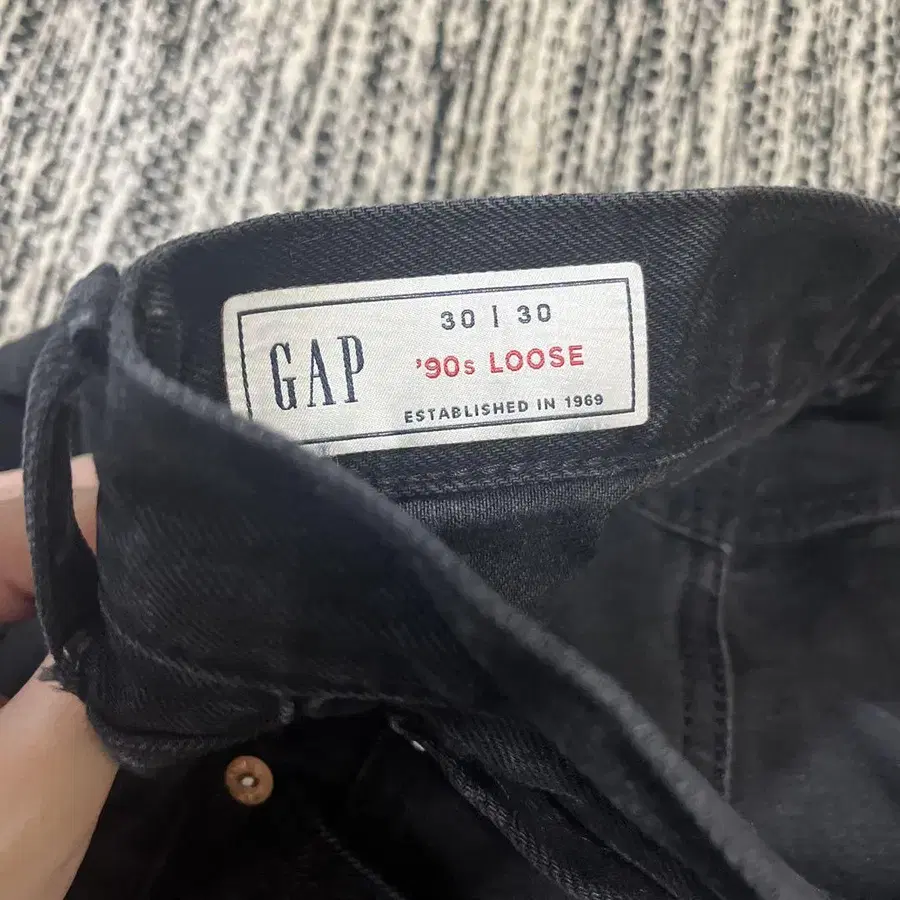 GAP
30 | 30
'90s LOOSE
ESTABLISHED IN 1969